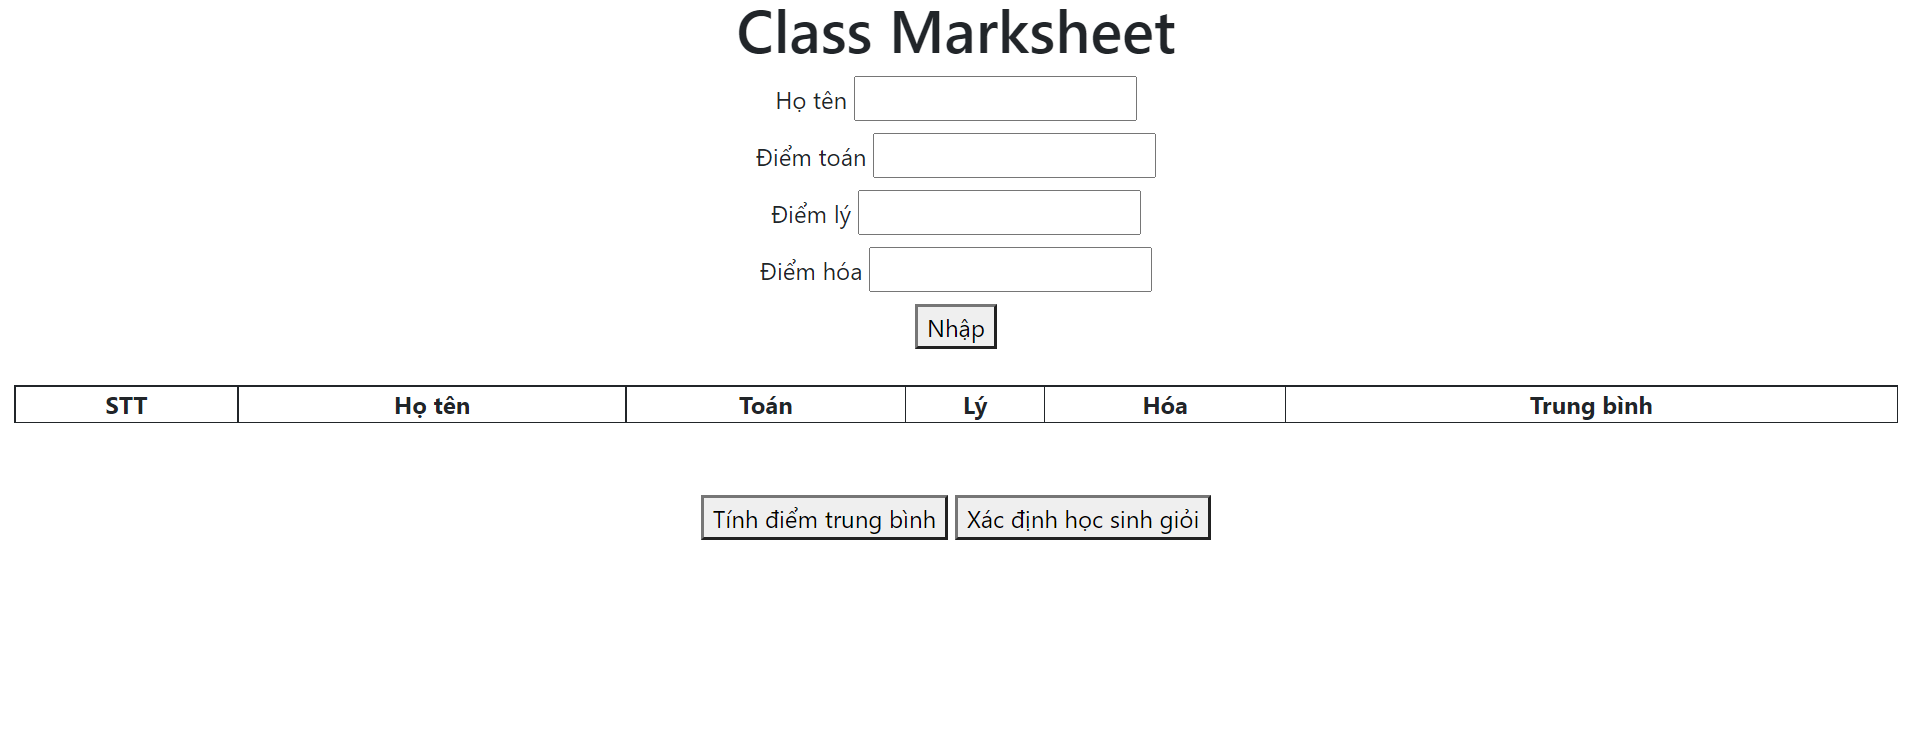 Class Marksheet
Họ tên
Điểm toán
Điểm lý
Điểm hóa
Nhập
STT Họ tên Toán Lý Hóa Trung bình
Tính điểm trung bình Xác định học sinh giỏi